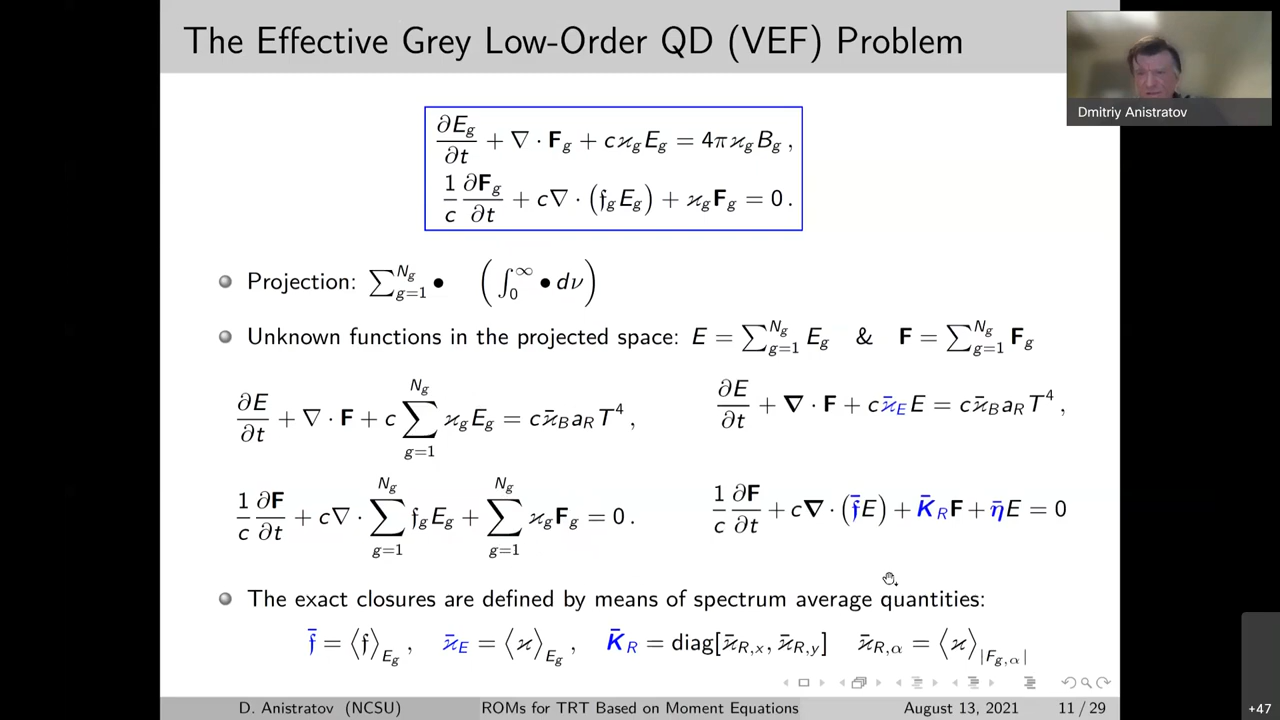 The Effective Grey Low-Order QD (VEF) Problem
Dmitriy Anistratov
∂E_g/∂t + ∇ · F_g + cϰ_g E_g = 4πϰ_g B_g ,
1/c ∂F_g/∂t + c∇ · (𝔣_g E_g) + ϰ_g F_g = 0 .
Projection: ∑_{g=1}^{N_g} • (∫_0^∞ • dν)
Unknown functions in the projected space: E = ∑_{g=1}^{N_g} E_g & F = ∑_{g=1}^{N_g} F_g
∂E/∂t + ∇ · F + c ∑_{g=1}^{N_g} ϰ_g E_g = cϰ̄_B a_R T^4 ,
∂E/∂t + ∇ · F + cϰ̄_E E = cϰ̄_B a_R T^4 ,
1/c ∂F/∂t + c∇ · ∑_{g=1}^{N_g} 𝔣_g E_g + ∑_{g=1}^{N_g} ϰ_g F_g = 0 .
1/c ∂F/∂t + c∇ · (𝔣̄E) + K̄_R F + η̄E = 0
The exact closures are defined by means of spectrum average quantities:
𝔣̄ = ⟨𝔣⟩_{E_g} , ϰ̄_E = ⟨ϰ⟩_{E_g} , K̄_R = diag[ϰ̄_{R,x}, ϰ̄_{R,y}] ϰ̄_{R,α} = ⟨ϰ⟩_{|F_{g,α}|}
D. Anistratov (NCSU) ROMs for TRT Based on Moment Equations August 13, 2021 11 / 29
+47